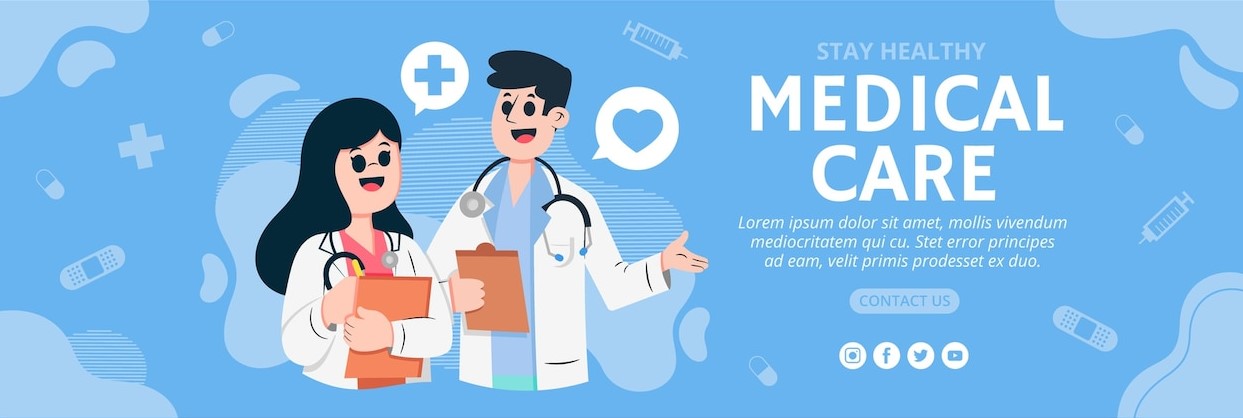 STAY HEALTHY
MEDICAL
CARE
Lorem ipsum dolor sit amet, mollis vivendum
mediocritatem qui cu. Stet error principes
ad eam, velit primis prodesset ex duo.
CONTACT US